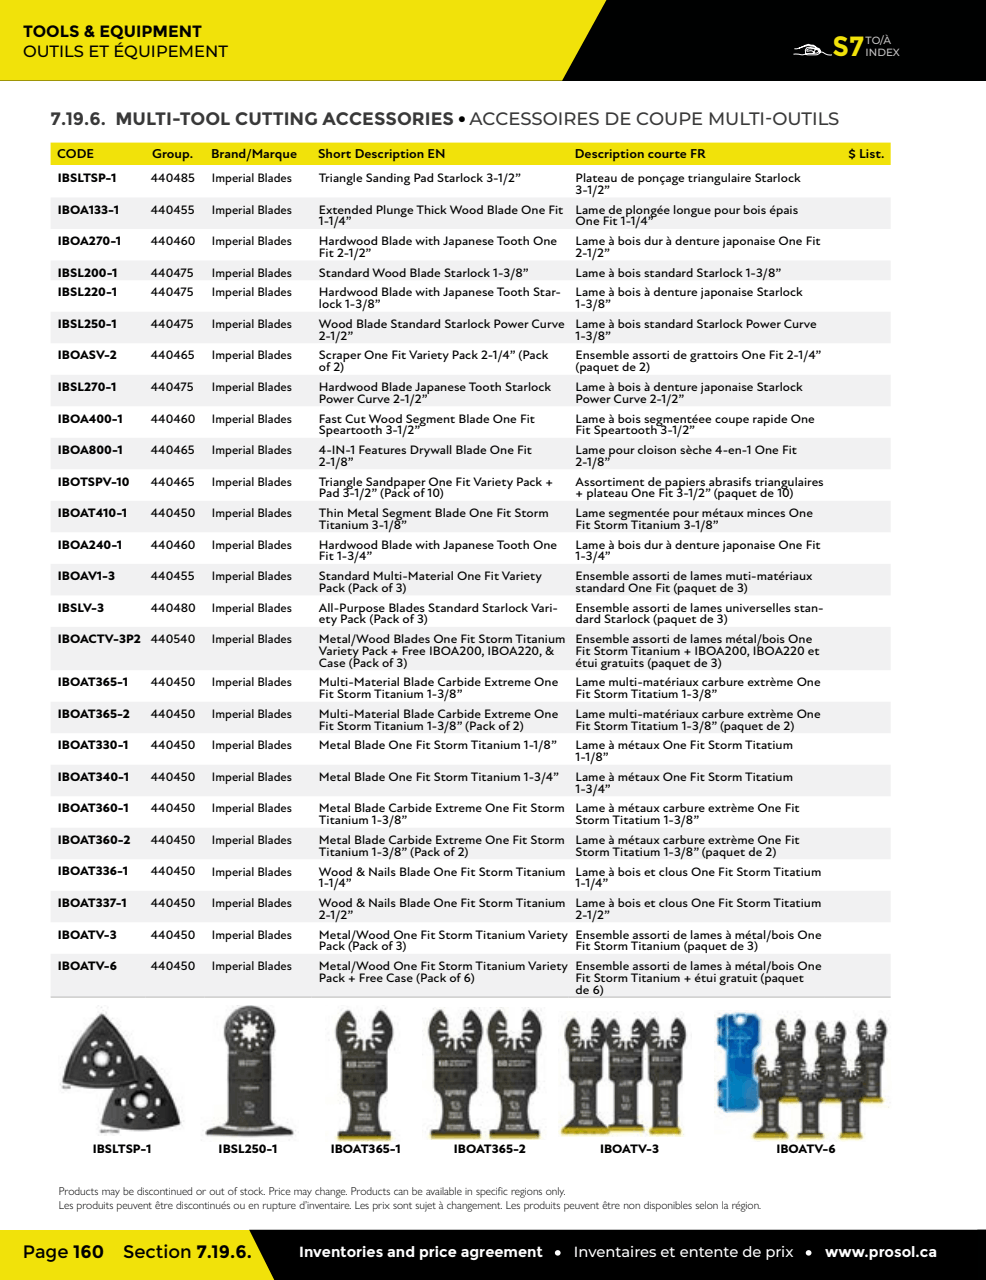 TOOLS & EQUIPMENT
OUTILS ET ÉQUIPEMENT
S7 TO/À INDEX
7.19.6. MULTI-TOOL CUTTING ACCESSORIES • ACCESSOIRES DE COUPE MULTI-OUTILS
CODE Group. Brand/Marque Short Description EN Description courte FR $ List.
IBSLTSP-1 440485 Imperial Blades Triangle Sanding Pad Starlock 3-1/2” Plateau de ponçage triangulaire Starlock
3-1/2”
IBOA133-1 440455 Imperial Blades Extended Plunge Thick Wood Blade One Fit Lame de plongée longue pour bois épais
1-1/4” One Fit 1-1/4”
IBOA270-1 440460 Imperial Blades Hardwood Blade with Japanese Tooth One Lame à bois dur à denture japonaise One Fit
Fit 2-1/2” 2-1/2”
IBSL200-1 440475 Imperial Blades Standard Wood Blade Starlock 1-3/8” Lame à bois standard Starlock 1-3/8”
IBSL220-1 440475 Imperial Blades Hardwood Blade with Japanese Tooth Star- Lame à bois à denture japonaise Starlock
lock 1-3/8” 1-3/8”
IBSL250-1 440475 Imperial Blades Wood Blade Standard Starlock Power Curve Lame à bois standard Starlock Power Curve
2-1/2” 1-3/8”
IBOASV-2 440465 Imperial Blades Scraper One Fit Variety Pack 2-1/4” (Pack Ensemble assorti de grattoirs One Fit 2-1/4”
of 2) (paquet de 2)
IBSL270-1 440475 Imperial Blades Hardwood Blade Japanese Tooth Starlock Lame à bois à denture japonaise Starlock
Power Curve 2-1/2” Power Curve 2-1/2”
IBOA400-1 440460 Imperial Blades Fast Cut Wood Segment Blade One Fit Lame à bois segmentéee coupe rapide One
Speartooth 3-1/2” Fit Speartooth 3-1/2”
IBOA800-1 440465 Imperial Blades 4-IN-1 Features Drywall Blade One Fit Lame pour cloison sèche 4-en-1 One Fit
2-1/8” 2-1/8”
IBOTSPV-10 440465 Imperial Blades Triangle Sandpaper One Fit Variety Pack + Assortiment de papiers abrasifs triangulaires
Pad 3-1/2” (Pack of 10) + plateau One Fit 3-1/2” (paquet de 10)
IBOAT410-1 440450 Imperial Blades Thin Metal Segment Blade One Fit Storm Lame segmentée pour métaux minces One
Titanium 3-1/8” Fit Storm Titanium 3-1/8”
IBOA240-1 440460 Imperial Blades Hardwood Blade with Japanese Tooth One Lame à bois dur à denture japonaise One Fit
Fit 1-3/4” 1-3/4”
IBOAV1-3 440455 Imperial Blades Standard Multi-Material One Fit Variety Ensemble assorti de lames muti-matériaux
Pack (Pack of 3) standard One Fit (paquet de 3)
IBSLV-3 440480 Imperial Blades All-Purpose Blades Standard Starlock Vari- Ensemble assorti de lames universelles stan-
ety Pack (Pack of 3) dard Starlock (paquet de 3)
IBOACTV-3P2 440540 Imperial Blades Metal/Wood Blades One Fit Storm Titanium Ensemble assorti de lames métal/bois One
Variety Pack + Free IBOA200, IBOA220, & Fit Storm Titanium + IBOA200, IBOA220 et
Case (Pack of 3) étui gratuits (paquet de 3)
IBOAT365-1 440450 Imperial Blades Multi-Material Blade Carbide Extreme One Lame multi-matériaux carbure extrème One
Fit Storm Titanium 1-3/8” Fit Storm Titatium 1-3/8”
IBOAT365-2 440450 Imperial Blades Multi-Material Blade Carbide Extreme One Lame multi-matériaux carbure extrème One
Fit Storm Titanium 1-3/8” (Pack of 2) Fit Storm Titatium 1-3/8” (paquet de 2)
IBOAT330-1 440450 Imperial Blades Metal Blade One Fit Storm Titanium 1-1/8” Lame à métaux One Fit Storm Titatium
1-1/8”
IBOAT340-1 440450 Imperial Blades Metal Blade One Fit Storm Titanium 1-3/4” Lame à métaux One Fit Storm Titatium
1-3/4”
IBOAT360-1 440450 Imperial Blades Metal Blade Carbide Extreme One Fit Storm Lame à métaux carbure extrème One Fit
Titanium 1-3/8” Storm Titatium 1-3/8”
IBOAT360-2 440450 Imperial Blades Metal Blade Carbide Extreme One Fit Storm Lame à métaux carbure extrème One Fit
Titanium 1-3/8” (Pack of 2) Storm Titatium 1-3/8” (paquet de 2)
IBOAT336-1 440450 Imperial Blades Wood & Nails Blade One Fit Storm Titanium Lame à bois et clous One Fit Storm Titatium
1-1/4” 1-1/4”
IBOAT337-1 440450 Imperial Blades Wood & Nails Blade One Fit Storm Titanium Lame à bois et clous One Fit Storm Titatium
2-1/2” 2-1/2”
IBOATV-3 440450 Imperial Blades Metal/Wood One Fit Storm Titanium Variety Ensemble assorti de lames à métal/bois One
Pack (Pack of 3) Fit Storm Titanium (paquet de 3)
IBOATV-6 440450 Imperial Blades Metal/Wood One Fit Storm Titanium Variety Ensemble assorti de lames à métal/bois One
Pack + Free Case (Pack of 6) Fit Storm Titanium + étui gratuit (paquet
de 6)
IBSLTSP-1 IBSL250-1 IBOAT365-1 IBOAT365-2 IBOATV-3 IBOATV-6
Products may be discontinued or out of stock. Price may change. Products can be available in specific regions only.
Les produits peuvent être discontinués ou en rupture d’inventaire. Les prix sont sujet à changement. Les produits peuvent être non disponibles selon la région.
Page 160 Section 7.19.6. Inventories and price agreement • Inventaires et entente de prix • www.prosol.ca